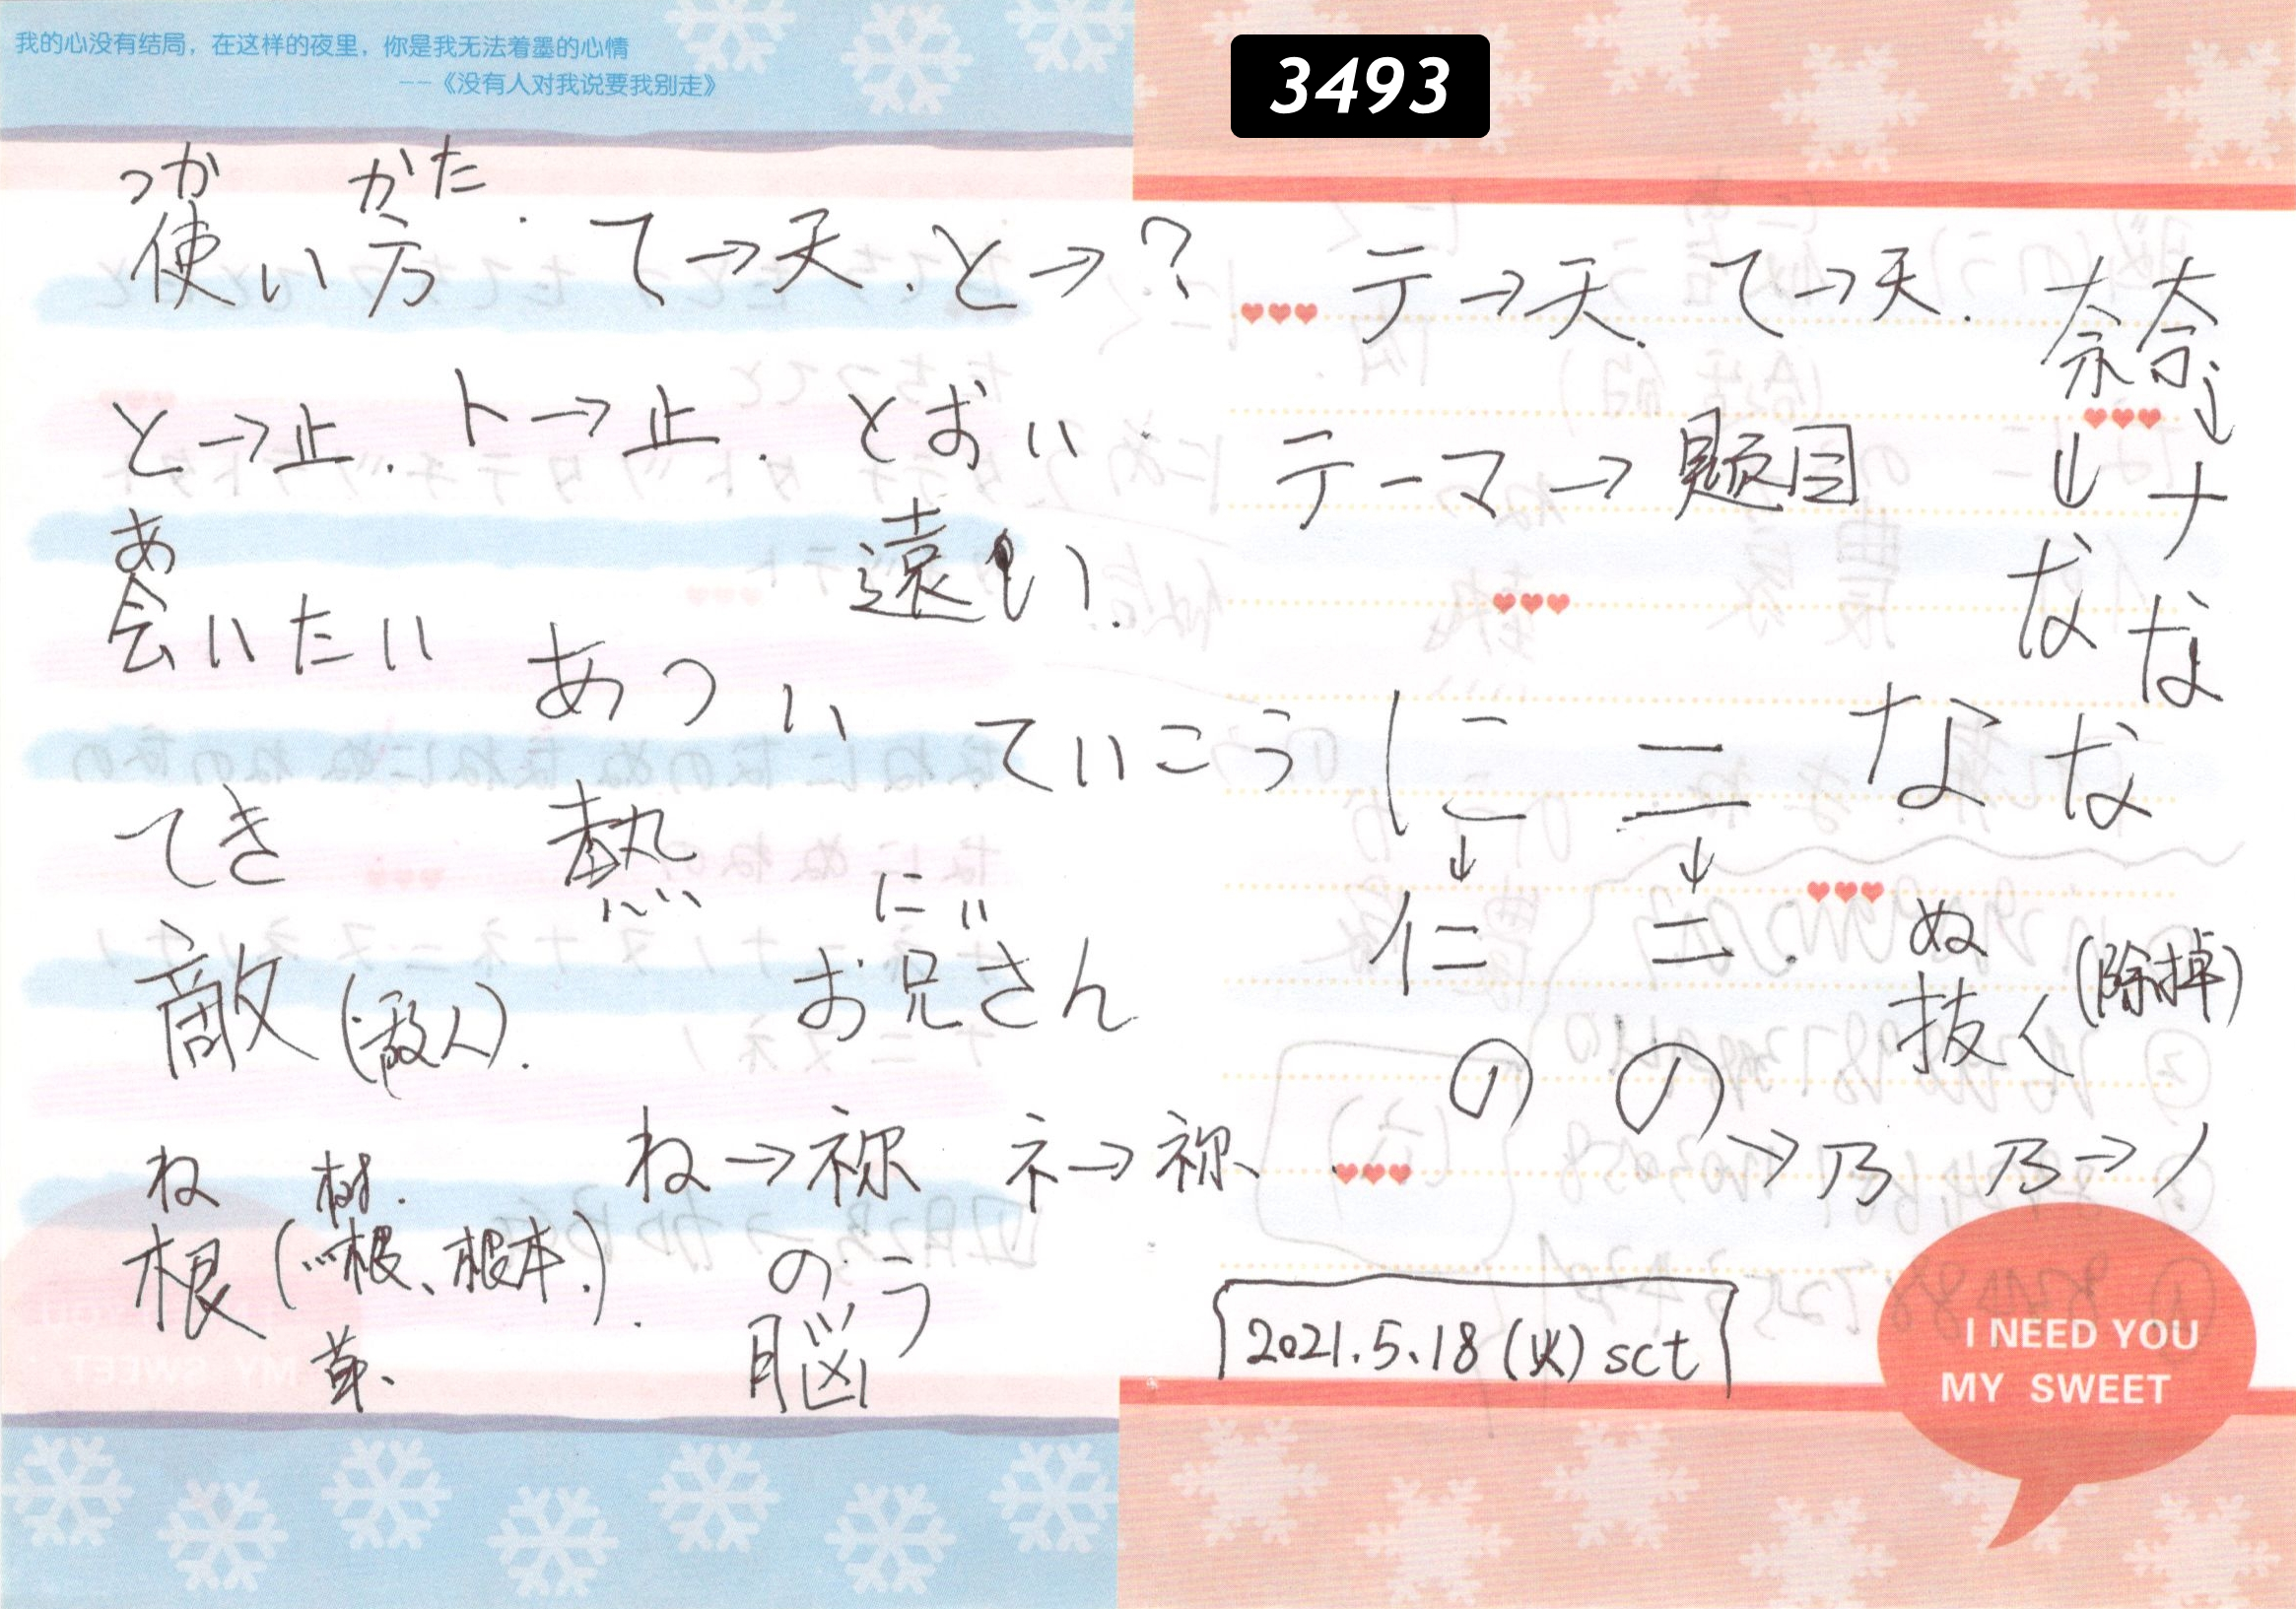 我的心没有结局，在这样的夜里，你是我无法着墨的心情
--《没有人对我说要我别走》
つか かた
使い方. て→天.と→?
と→止. ト→止. とおい
あ
会いたい
遠い.
あつい
ていこう
てき
熱い
敵(敌人).
にい
お兄さん
ね→祢 ネ→祢、
ね
根(树.草.…根、根本.).
のう
脳
3493
テ→天.て→天.
奈→な
奈→ナ
テーマ→題目
な
に ニ なな
↓ ↓
仁 二.
ぬ
抜く(除掉)
の の→乃 乃→ノ
2021.5.18(火) sct
I NEED YOU
MY SWEET